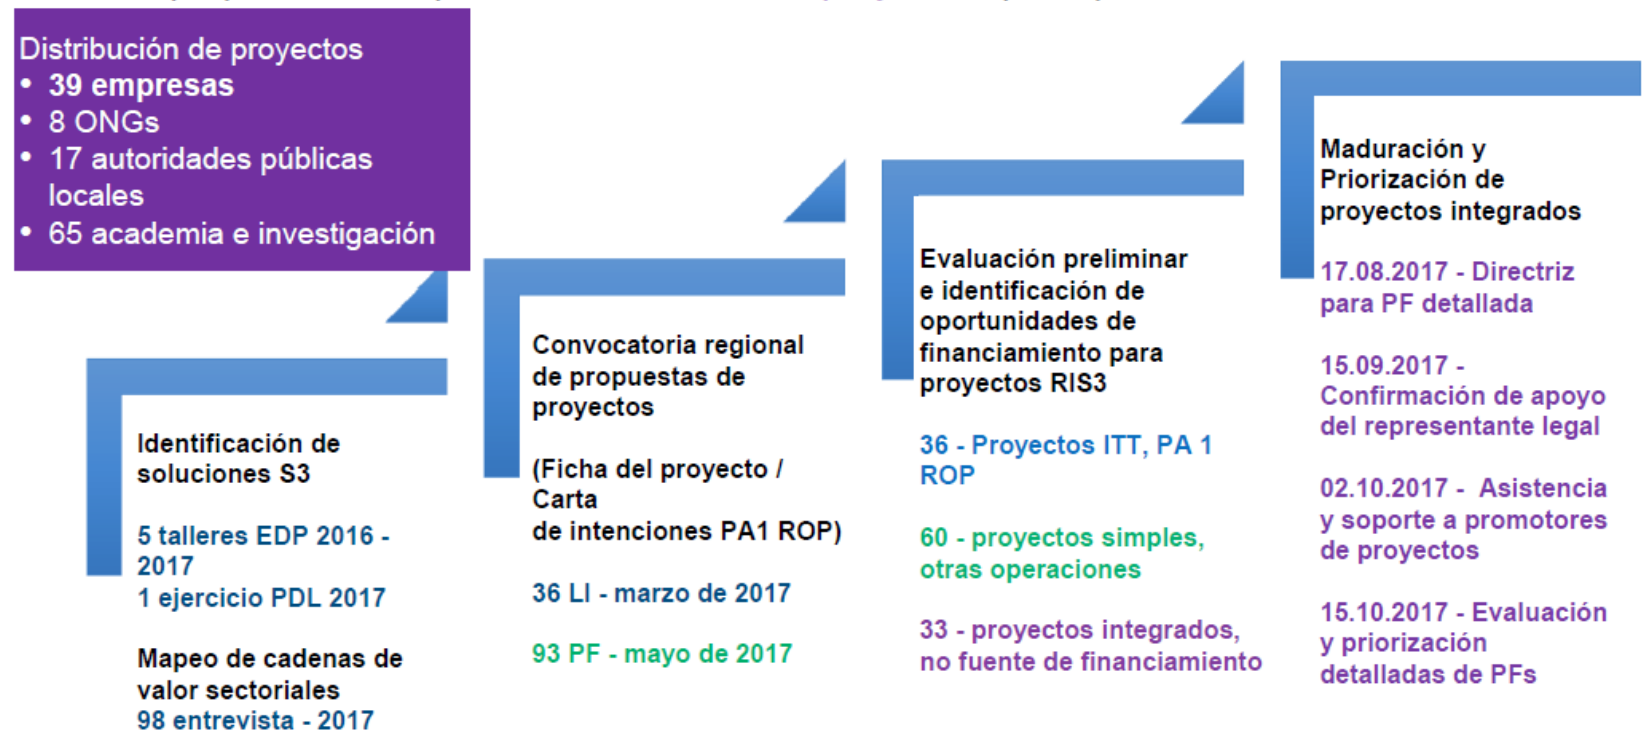 Distribución de proyectos
• 39 empresas
• 8 ONGs
• 17 autoridades públicas
locales
• 65 academia e investigación
Identificación de
soluciones S3
5 talleres EDP 2016 -
2017
1 ejercicio PDL 2017
Mapeo de cadenas de
valor sectoriales
98 entrevista - 2017
Convocatoria regional
de propuestas de
proyectos
(Ficha del proyecto /
Carta
de intenciones PA1 ROP)
36 LI - marzo de 2017
93 PF - mayo de 2017
Evaluación preliminar
e identificación de
oportunidades de
financiamiento para
proyectos RIS3
36 - Proyectos ITT, PA 1
ROP
60 - proyectos simples,
otras operaciones
33 - proyectos integrados,
no fuente de financiamiento
Maduración y
Priorización de
proyectos integrados
17.08.2017 - Directriz
para PF detallada
15.09.2017 -
Confirmación de apoyo
del representante legal
02.10.2017 - Asistencia
y soporte a promotores
de proyectos
15.10.2017 - Evaluación
y priorización
detalladas de PFs